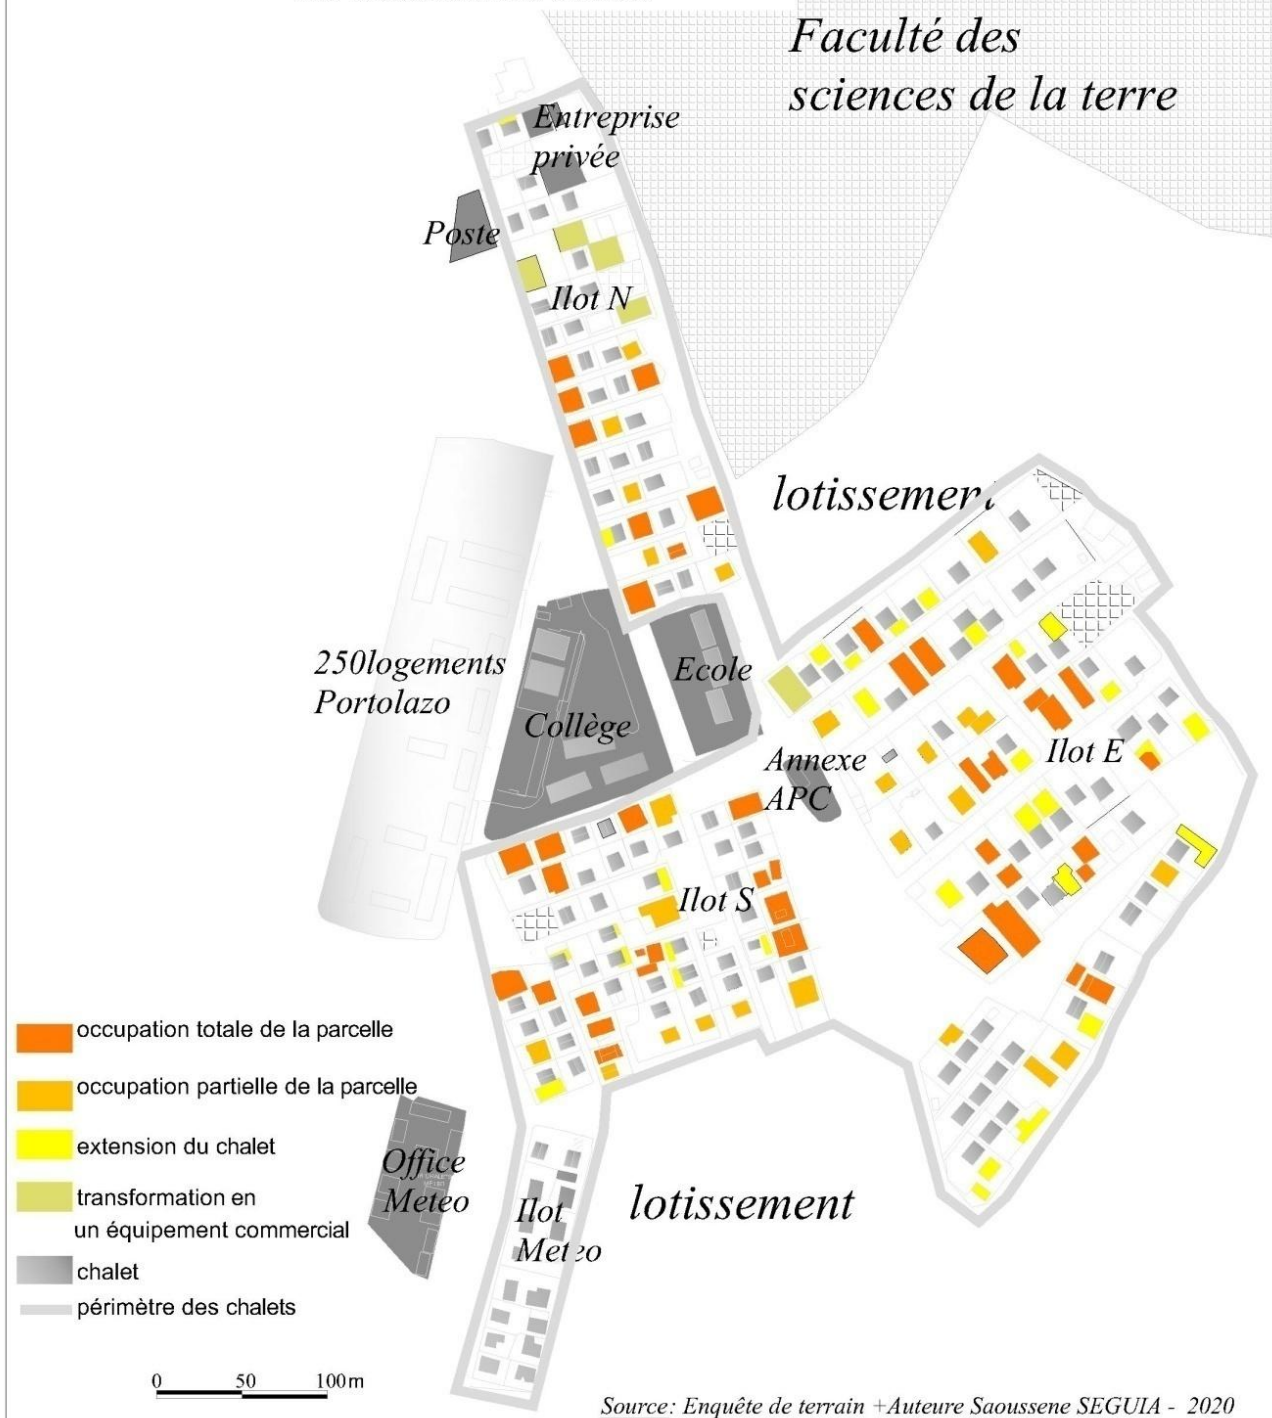 Faculté des
sciences de la terre
Entreprise
privée
Poste
Ilot N
lotissement
250logements
Portolazo
Ecole
Collège
Annexe
APC
Ilot E
Ilot S
occupation totale de la parcelle
occupation partielle de la parcelle
extension du chalet
transformation en
un équipement commercial
chalet
périmètre des chalets
Office
Meteo
Ilot
Meteo
lotissement
0 50 100m
Source: Enquête de terrain +Auteure Saoussene SEGUIA - 2020